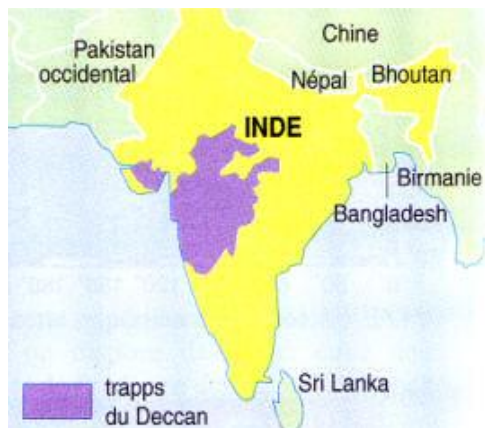 Chine
Pakistan
occidental
Népal
Bhoutan
INDE
Birmanie
Bangladesh
Sri Lanka
trapps
du Deccan